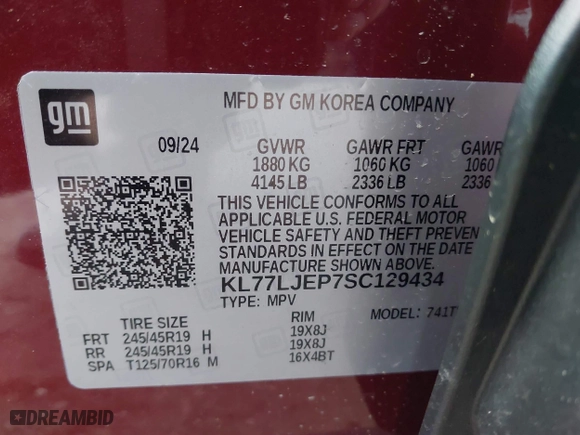 gm
MFD BY GM KOREA COMPANY
09/24 GVWR GAWR FRT GAWR
1880 KG 1060 KG 1060
4145 LB 2336 LB 2336
THIS VEHICLE CONFORMS TO ALL
APPLICABLE U.S. FEDERAL MOTOR
VEHICLE SAFETY AND THEFT PREVEN
STANDARDS IN EFFECT ON THE DATE
MANUFACTURE SHOWN ABOVE.
KL77LJEP7SC129434
TYPE: MPV MODEL: 741T
TIRE SIZE RIM
FRT 245/45R19 H 19X8J
RR 245/45R19 H 19X8J
SPA T125/70R16 M 16X4BT
DREAMBID